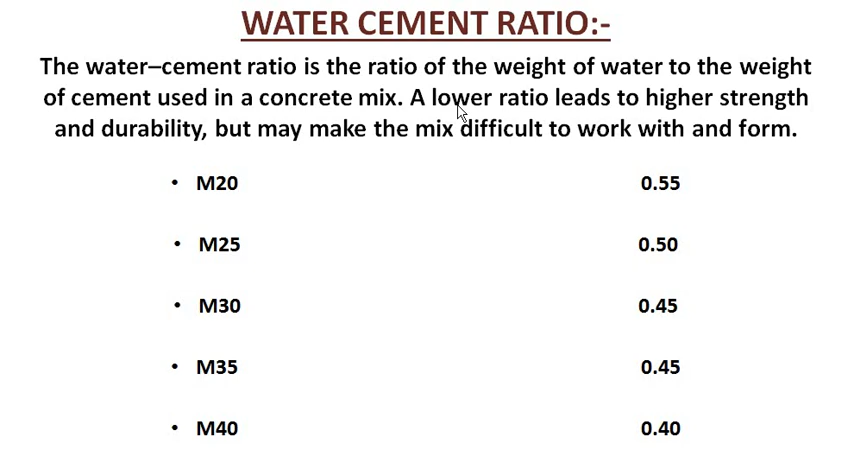 WATER CEMENT RATIO:-
The water–cement ratio is the ratio of the weight of water to the weight
of cement used in a concrete mix. A lower ratio leads to higher strength
and durability, but may make the mix difficult to work with and form.
• M20 0.55
• M25 0.50
• M30 0.45
• M35 0.45
• M40 0.40